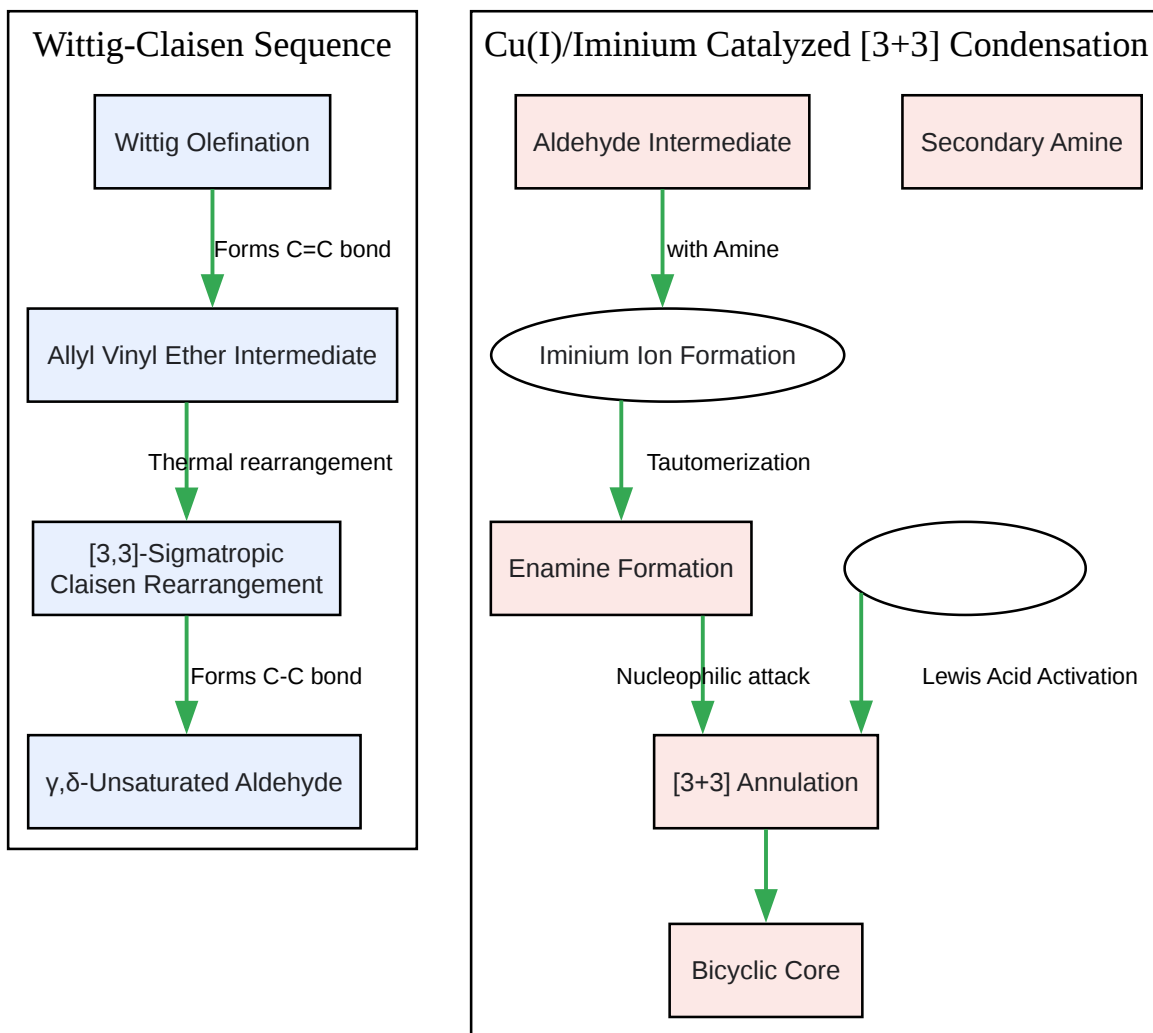 Wittig-Claisen Sequence
Wittig Olefination
Forms C=C bond
Allyl Vinyl Ether Intermediate
Thermal rearrangement
[3,3]-Sigmatropic
Claisen Rearrangement
Forms C-C bond
γ,δ-Unsaturated Aldehyde
Cu(I)/Iminium Catalyzed [3+3] Condensation
Aldehyde Intermediate
Secondary Amine
with Amine
Iminium Ion Formation
Tautomerization
Enamine Formation
Nucleophilic attack
Lewis Acid Activation
[3+3] Annulation
Bicyclic Core